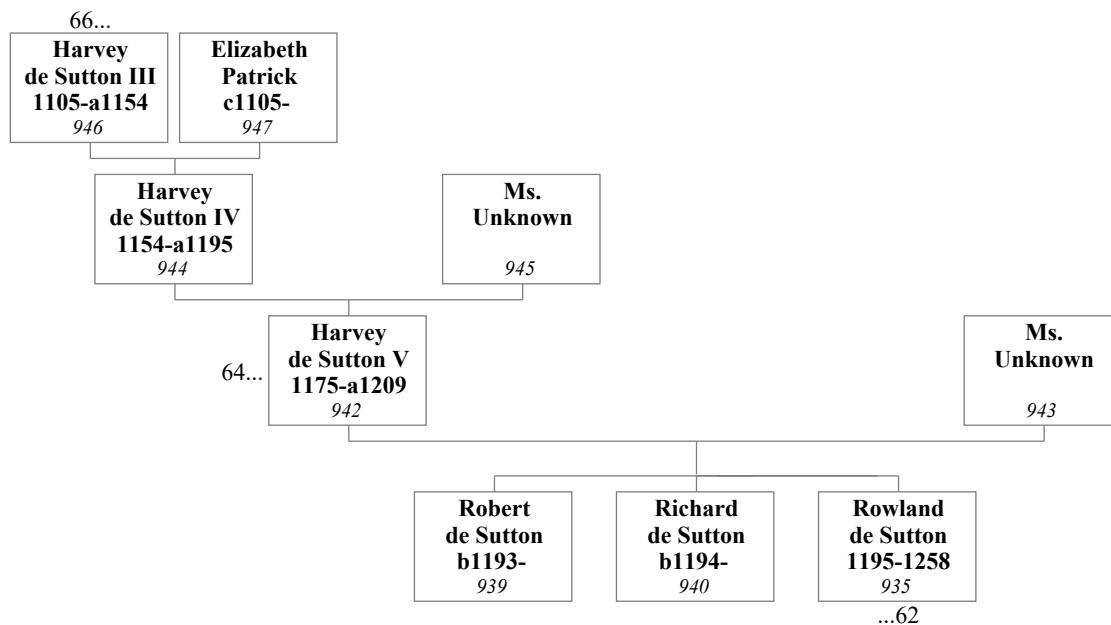 66...
Harvey
de Sutton III
1105-a1154
946
Elizabeth
Patrick
c1105-
947
Harvey
de Sutton IV
1154-a1195
944
Ms.
Unknown
945
64...
Harvey
de Sutton V
1175-a1209
942
Ms.
Unknown
943
Robert
de Sutton
b1193-
939
Richard
de Sutton
b1194-
940
Rowland
de Sutton
1195-1258
935
...62